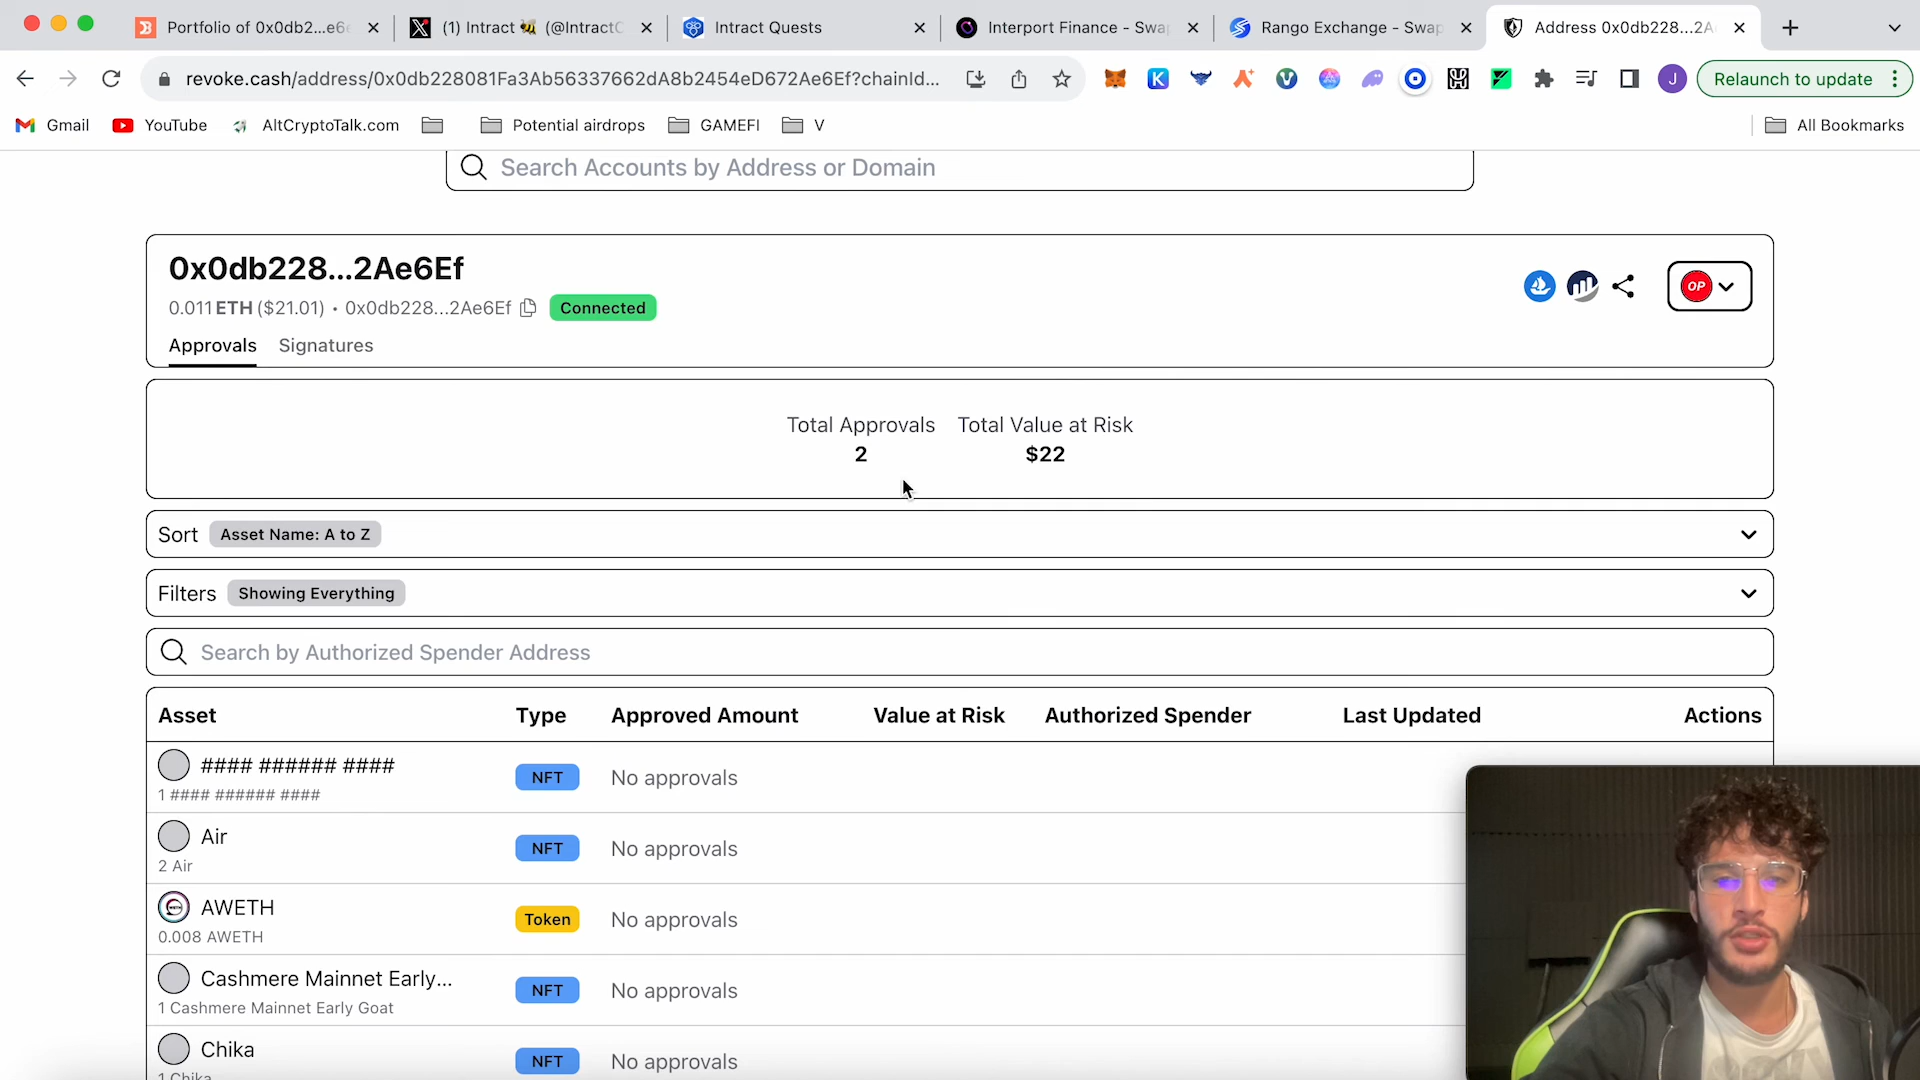 Portfolio of 0x0db2...e6e
(1) Intract 🐝 (@IntractC
Intract Quests
Interport Finance - Swap
Rango Exchange - Swap
Address 0x0db228...2A
revoke.cash/address/0x0db228081Fa3Ab56337662dA8b2454eD672Ae6Ef?chainId...
J
Relaunch to update
Gmail
YouTube
AltCryptoTalk.com
Potential airdrops
GAMEFI
V
All Bookmarks
Search Accounts by Address or Domain
0x0db228...2Ae6Ef
0.011 ETH ($21.01) • 0x0db228...2Ae6Ef
Connected
OP
Approvals
Signatures
Total Approvals
Total Value at Risk
2
$22
Sort
Asset Name: A to Z
Filters
Showing Everything
Search by Authorized Spender Address
Asset
Type
Approved Amount
Value at Risk
Authorized Spender
Last Updated
Actions
#### ###### ####
1 #### ###### ####
NFT
No approvals
Air
2 Air
NFT
No approvals
AWETH
0.008 AWETH
Token
No approvals
Cashmere Mainnet Early...
1 Cashmere Mainnet Early Goat
NFT
No approvals
Chika
1 Chika
NFT
No approvals